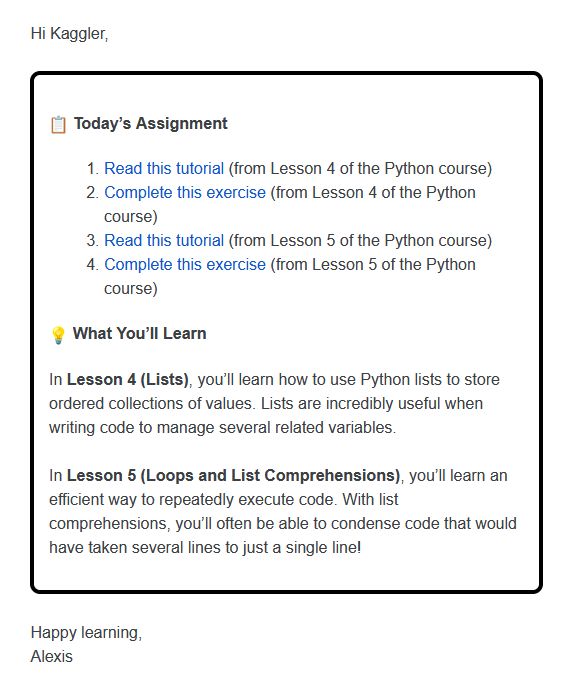 Hi Kaggler,
📋 Today’s Assignment
1. Read this tutorial (from Lesson 4 of the Python course)
2. Complete this exercise (from Lesson 4 of the Python
course)
3. Read this tutorial (from Lesson 5 of the Python course)
4. Complete this exercise (from Lesson 5 of the Python
course)
💡 What You’ll Learn
In Lesson 4 (Lists), you’ll learn how to use Python lists to store
ordered collections of values. Lists are incredibly useful when
writing code to manage several related variables.
In Lesson 5 (Loops and List Comprehensions), you’ll learn an
efficient way to repeatedly execute code. With list
comprehensions, you’ll often be able to condense code that would
have taken several lines to just a single line!
Happy learning,
Alexis